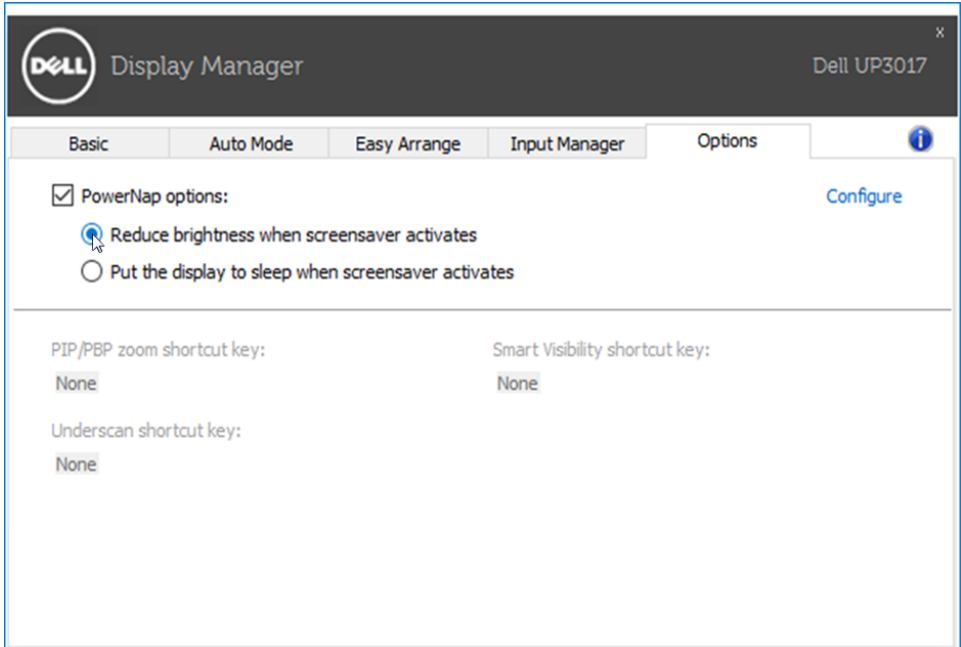 x
DELL Display Manager Dell UP3017
Basic Auto Mode Easy Arrange Input Manager Options i
PowerNap options: Configure
Reduce brightness when screensaver activates
Put the display to sleep when screensaver activates
PIP/PBP zoom shortcut key: Smart Visibility shortcut key:
None None
Underscan shortcut key:
None